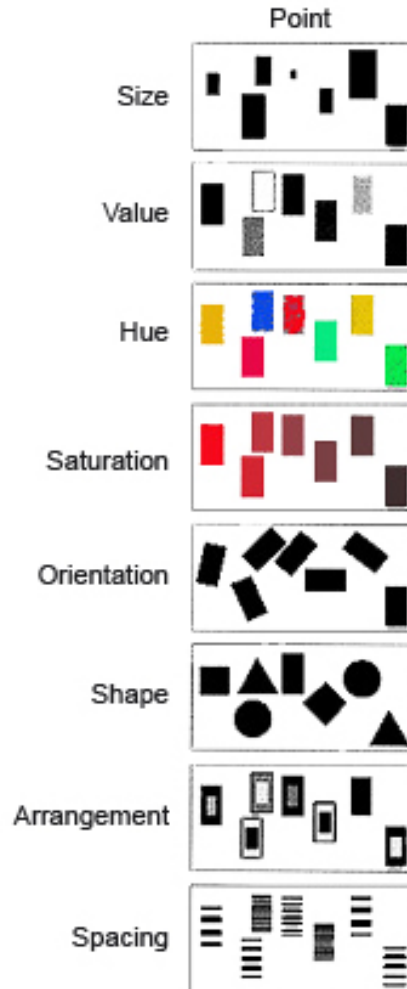 Point
Size
Value
Hue
Saturation
Orientation
Shape
Arrangement
Spacing